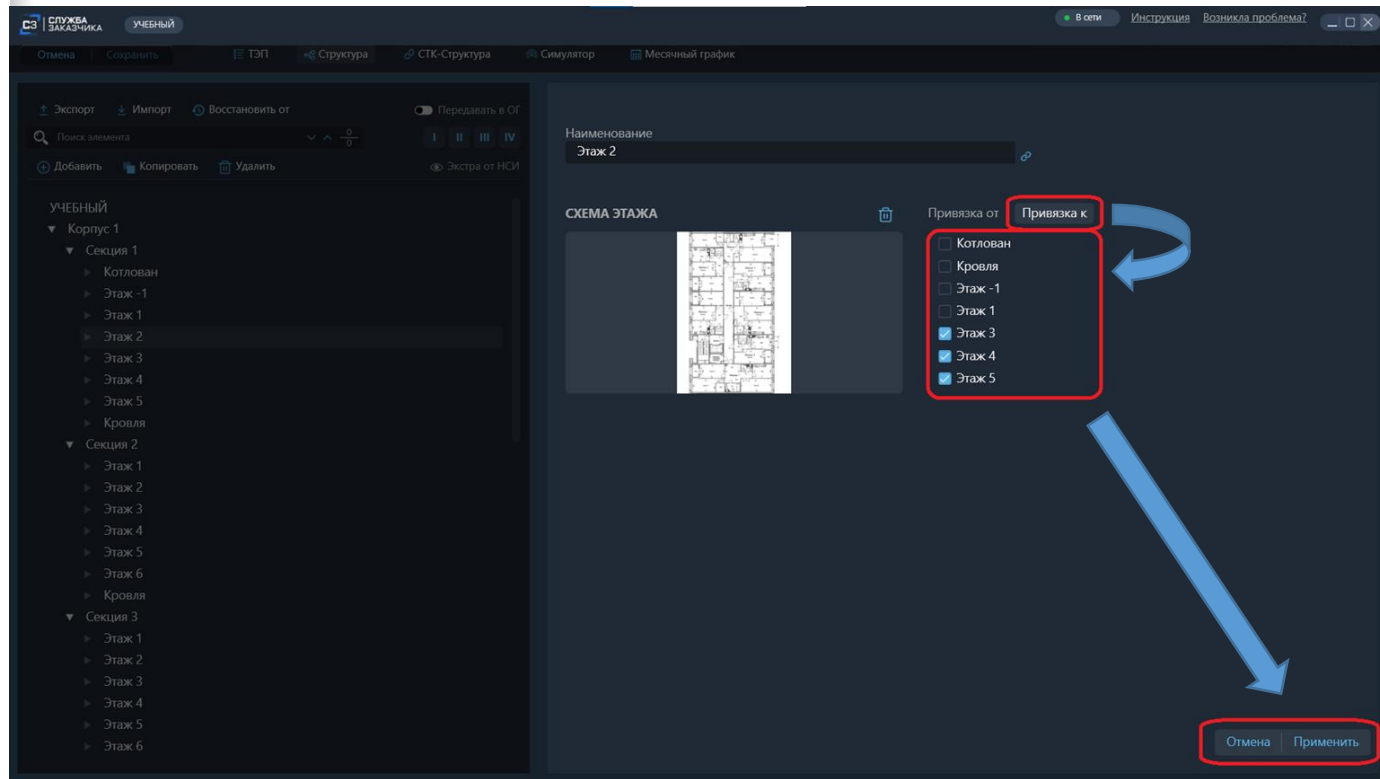 СЗ СЛУЖБА ЗАКАЗЧИКА УЧЕБНЫЙ В сети Инструкция Возникла проблема?
Отмена Сохранить ТЭП Структура СТК-Структура Симулятор Месячный график
Экспорт Импорт Восстановить от Передавать в ОГ
Поиск элемента 0 0 I II III IV
Добавить Копировать Удалить Экстра от НСИ
УЧЕБНЫЙ
Корпус 1
Секция 1
Котлован
Этаж -1
Этаж 1
Этаж 2
Этаж 3
Этаж 4
Этаж 5
Кровля
Секция 2
Этаж 1
Этаж 2
Этаж 3
Этаж 4
Этаж 5
Этаж 6
Кровля
Секция 3
Этаж 1
Этаж 2
Этаж 3
Этаж 4
Этаж 5
Этаж 6
Наименование
Этаж 2
СХЕМА ЭТАЖА
Привязка от Привязка к
Котлован
Кровля
Этаж -1
Этаж 1
Этаж 3
Этаж 4
Этаж 5
Отмена Применить